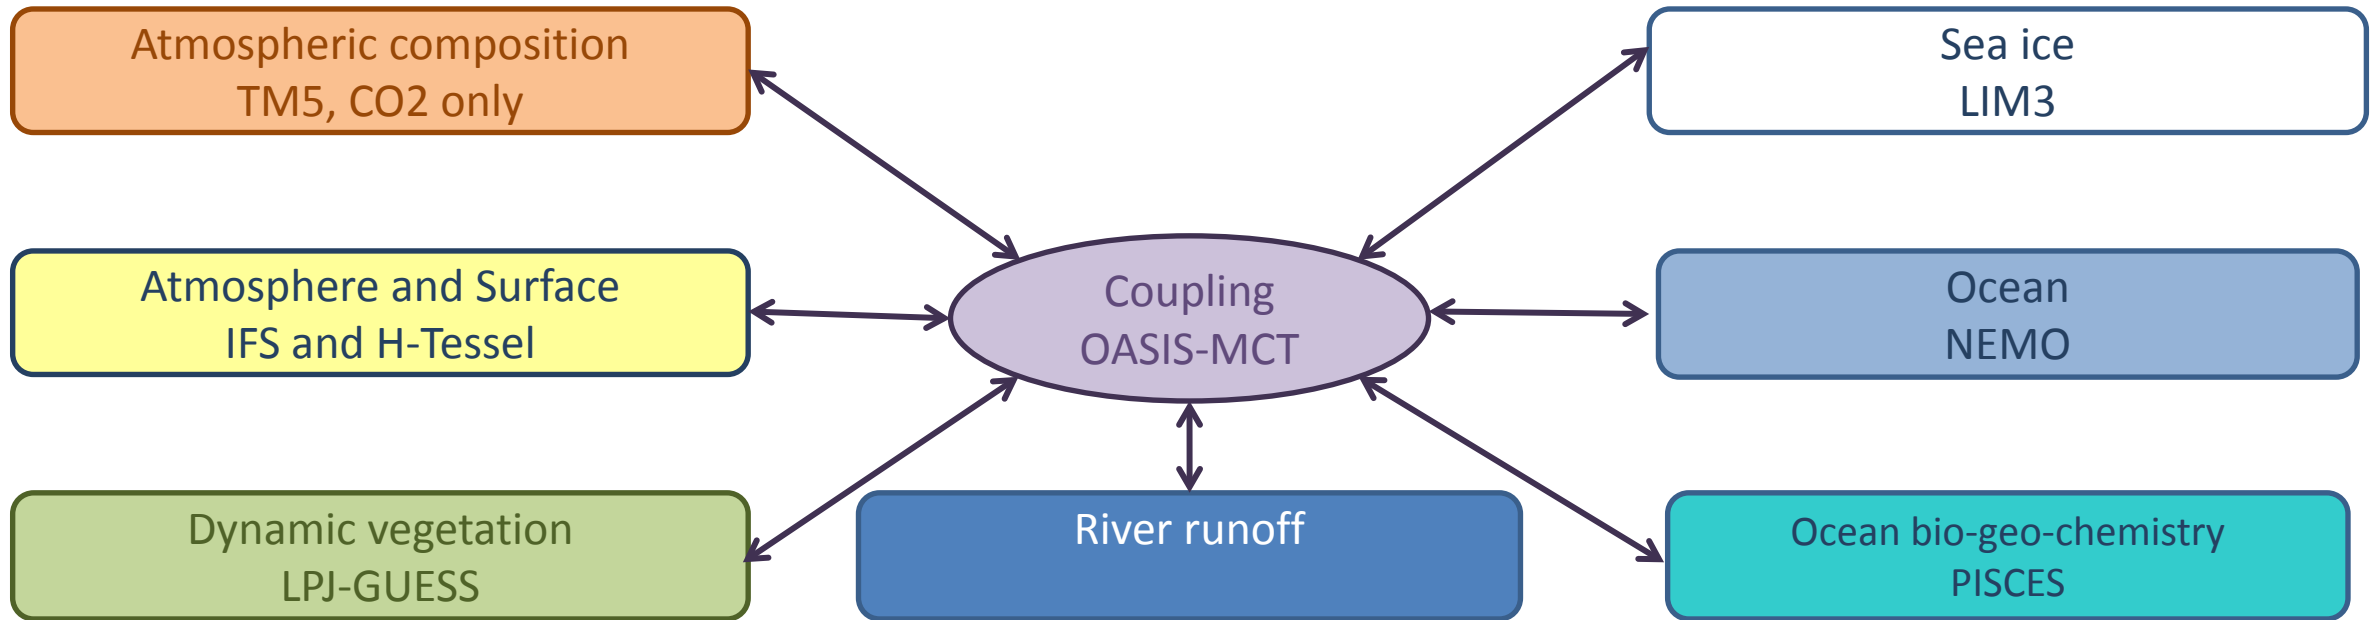 Atmospheric composition
TM5, CO2 only
Sea ice
LIM3
Atmosphere and Surface
IFS and H-Tessel
Coupling
OASIS-MCT
Ocean
NEMO
Dynamic vegetation
LPJ-GUESS
River runoff
Ocean bio-geo-chemistry
PISCES